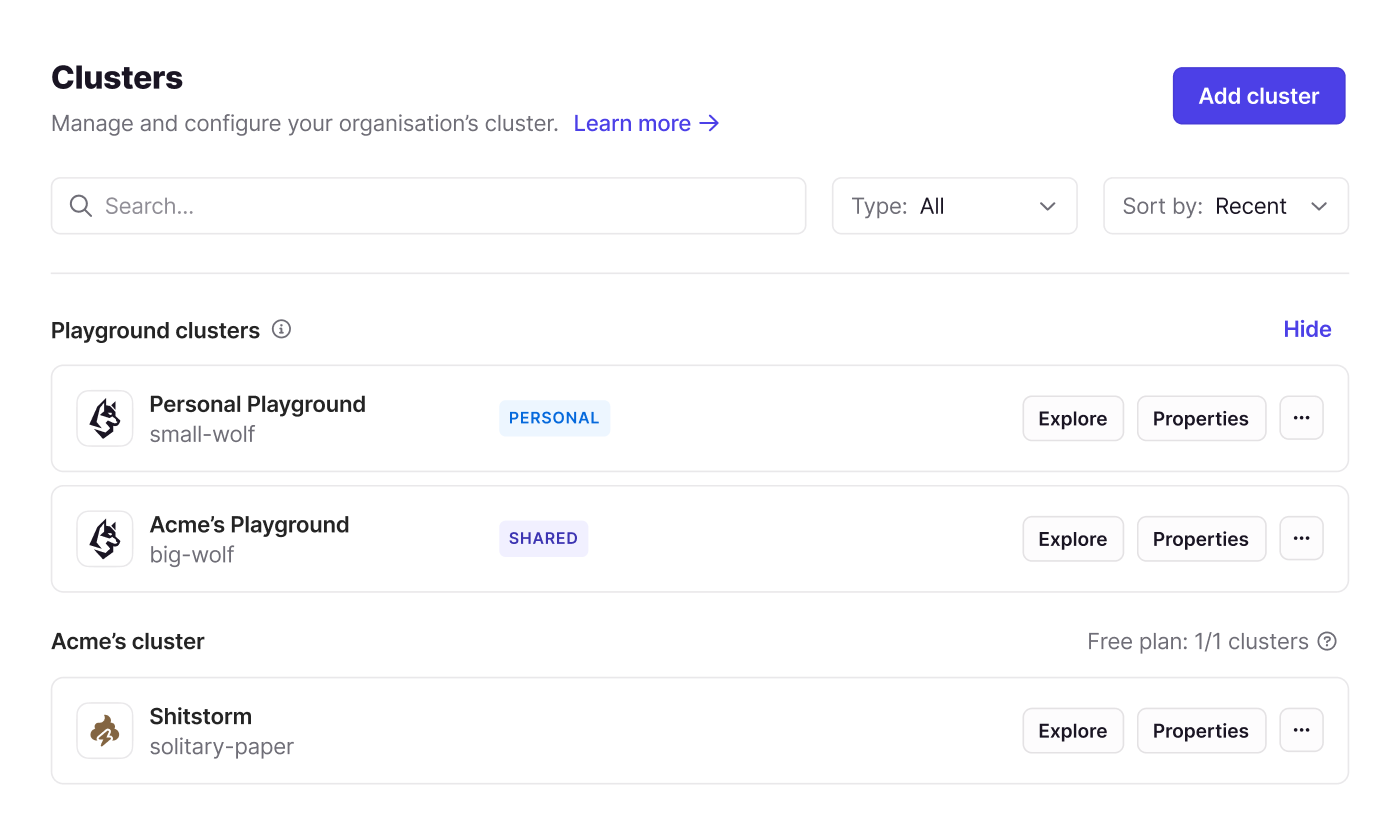 Clusters
Add cluster
Manage and configure your organisation’s cluster. Learn more →
Search...
Type: All
Sort by: Recent
Playground clusters
Hide
Personal Playground
small-wolf
PERSONAL
Explore
Properties
Acme’s Playground
big-wolf
SHARED
Explore
Properties
Acme’s cluster
Free plan: 1/1 clusters
Shitstorm
solitary-paper
Explore
Properties